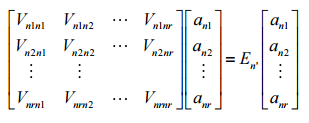 V_{n1n1} V_{n1n2} ⋯ V_{n1nr} a_{n1} a_{n1}
V_{n2n1} V_{n2n2} ⋯ V_{n2nr} a_{n2} = E_{n'} a_{n2}
⋮ ⋮ ⋮ ⋮ ⋮
V_{nrn1} V_{nrn2} ⋯ V_{nrnr} a_{nr} a_{nr}